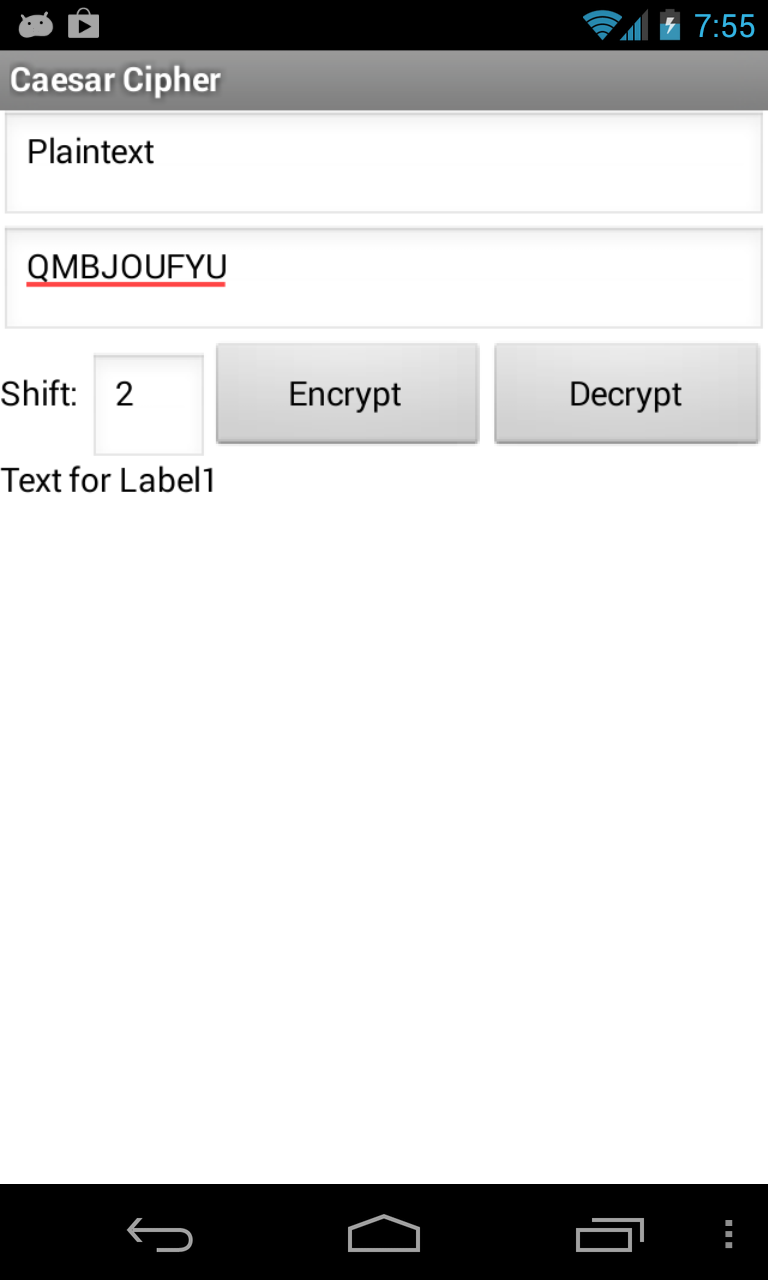 7:55
Caesar Cipher
Plaintext
QMBJOUFYU
Shift: 2 Encrypt Decrypt
Text for Label1